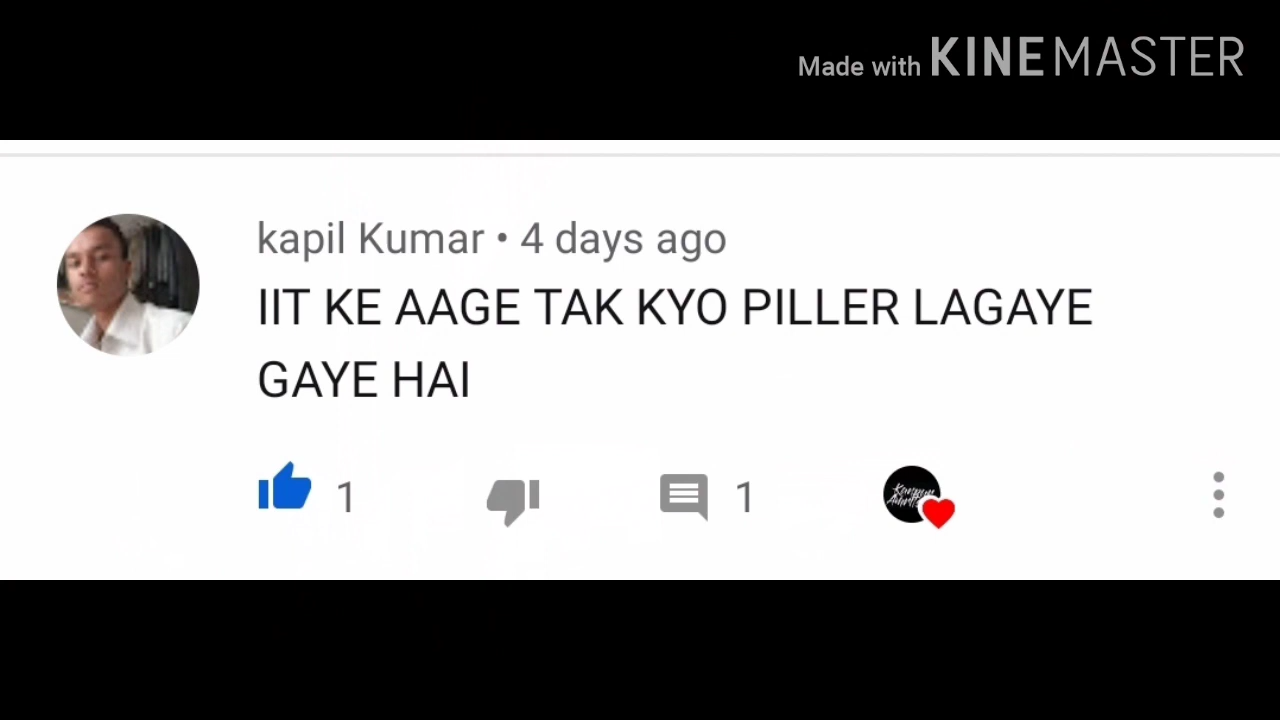 Made with KINEMASTER
kapil Kumar • 4 days ago
IIT KE AAGE TAK KYO PILLER LAGAYE
GAYE HAI
1
1